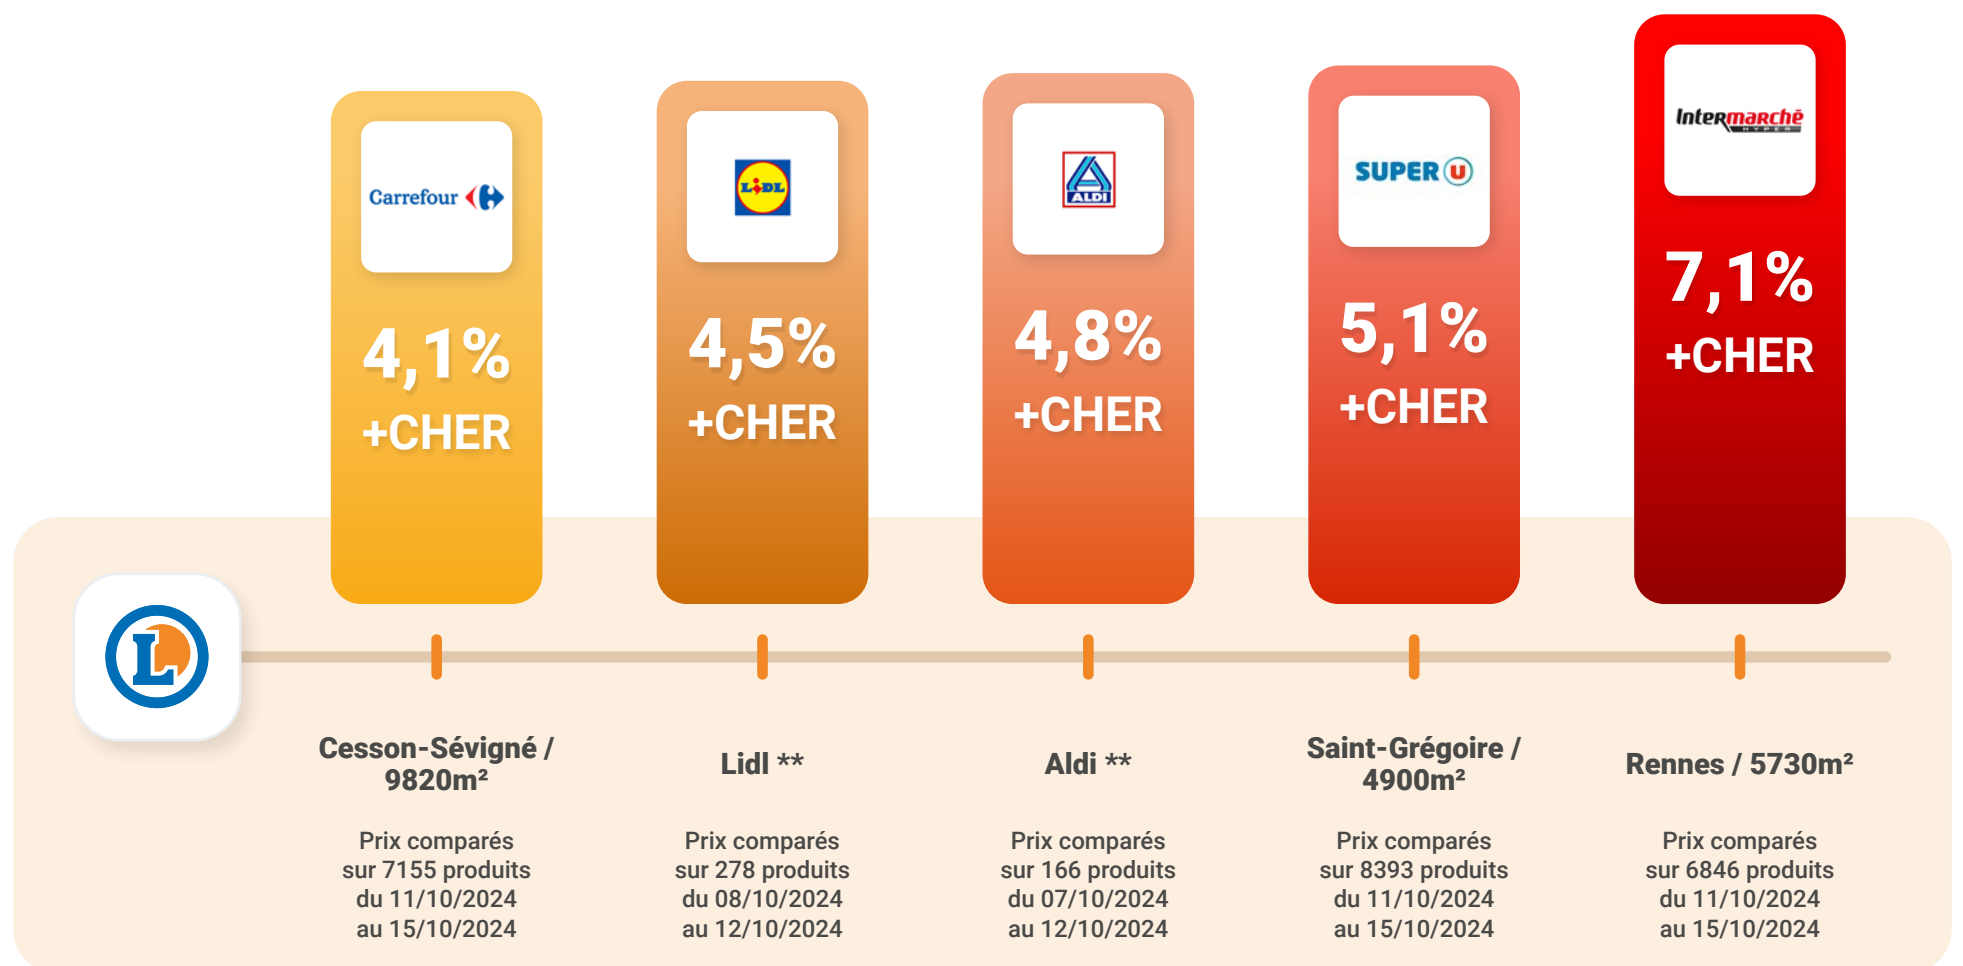 Carrefour
4,1%
+CHER
LIDL
4,5%
+CHER
ALDI
4,8%
+CHER
SUPER U
5,1%
+CHER
Intermarchē
HYPER
7,1%
+CHER
L
Cesson-Sévigné /
9820m²
Prix comparés
sur 7155 produits
du 11/10/2024
au 15/10/2024
Lidl **
Prix comparés
sur 278 produits
du 08/10/2024
au 12/10/2024
Aldi **
Prix comparés
sur 166 produits
du 07/10/2024
au 12/10/2024
Saint-Grégoire /
4900m²
Prix comparés
sur 8393 produits
du 11/10/2024
au 15/10/2024
Rennes / 5730m²
Prix comparés
sur 6846 produits
du 11/10/2024
au 15/10/2024